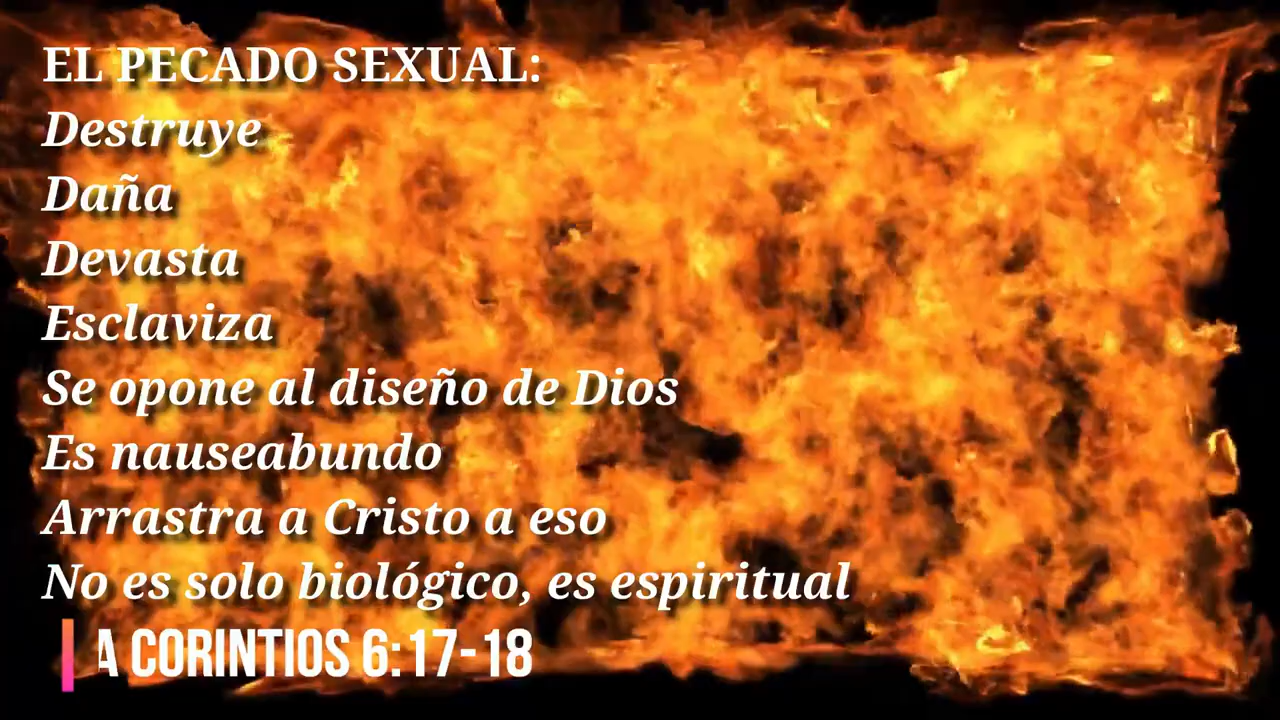 EL PECADO SEXUAL:
Destruye
Daña
Devasta
Esclaviza
Se opone al diseño de Dios
Es nauseabundo
Arrastra a Cristo a eso
No es solo biológico, es espiritual
A CORINTIOS 6:17-18